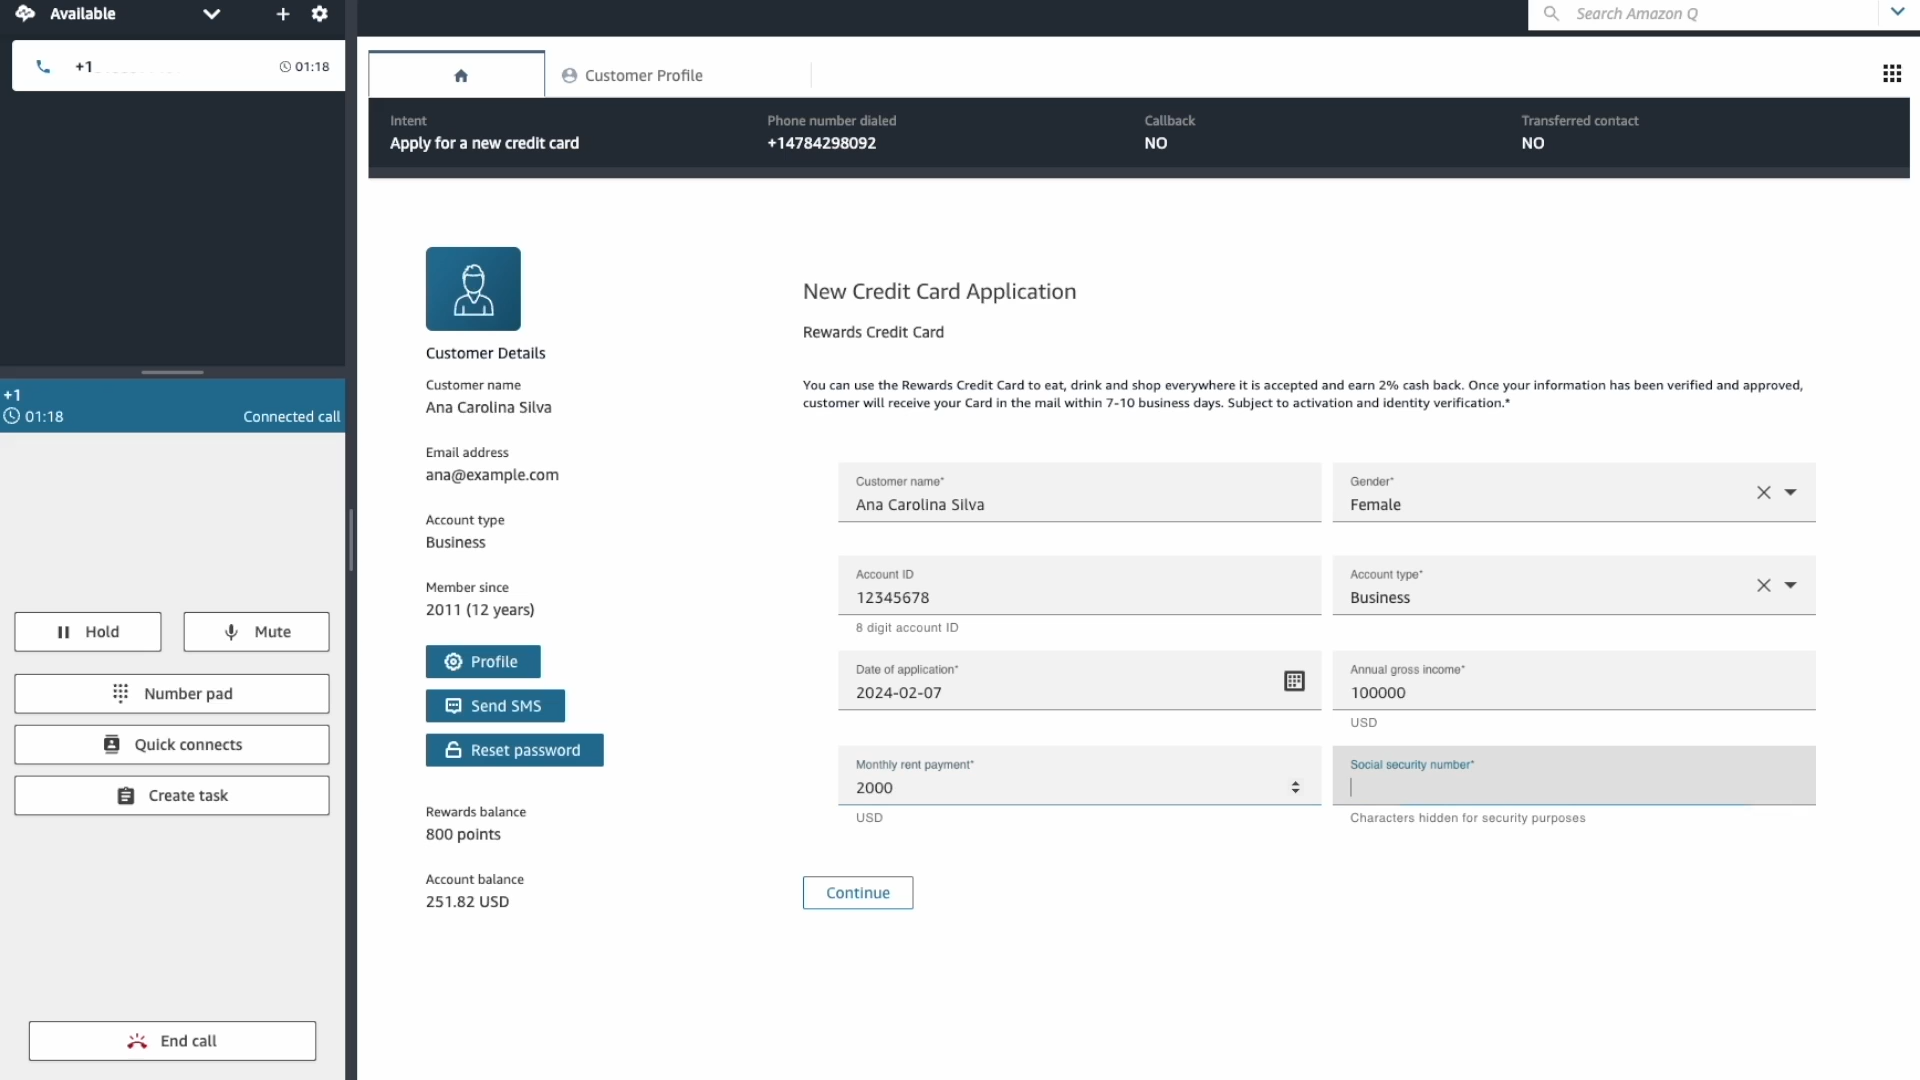 Available
Search Amazon Q
+1
01:18
Customer Profile
Intent
Apply for a new credit card
Phone number dialed
+14784298092
Callback
NO
Transferred contact
NO
+1
01:18
Connected call
Hold
Mute
Number pad
Quick connects
Create task
End call
Customer Details
Customer name
Ana Carolina Silva
Email address
ana@example.com
Account type
Business
Member since
2011 (12 years)
Profile
Send SMS
Reset password
Rewards balance
800 points
Account balance
251.82 USD
New Credit Card Application
Rewards Credit Card
You can use the Rewards Credit Card to eat, drink and shop everywhere it is accepted and earn 2% cash back. Once your information has been verified and approved,
customer will receive your Card in the mail within 7-10 business days. Subject to activation and identity verification.*
Customer name*
Ana Carolina Silva
Gender*
Female
Account ID
12345678
8 digit account ID
Account type*
Business
Date of application*
2024-02-07
Annual gross income*
100000
USD
Monthly rent payment*
2000
USD
Social security number*
Characters hidden for security purposes
Continue